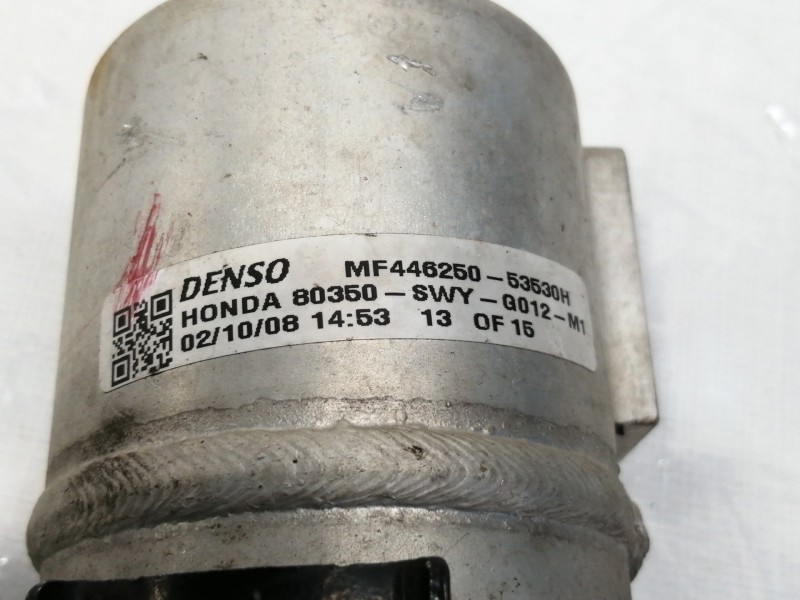 DENSO MF446250-53530H
HONDA 80350-SWY-G012-M1
02/10/08 14:53 13 OF 15